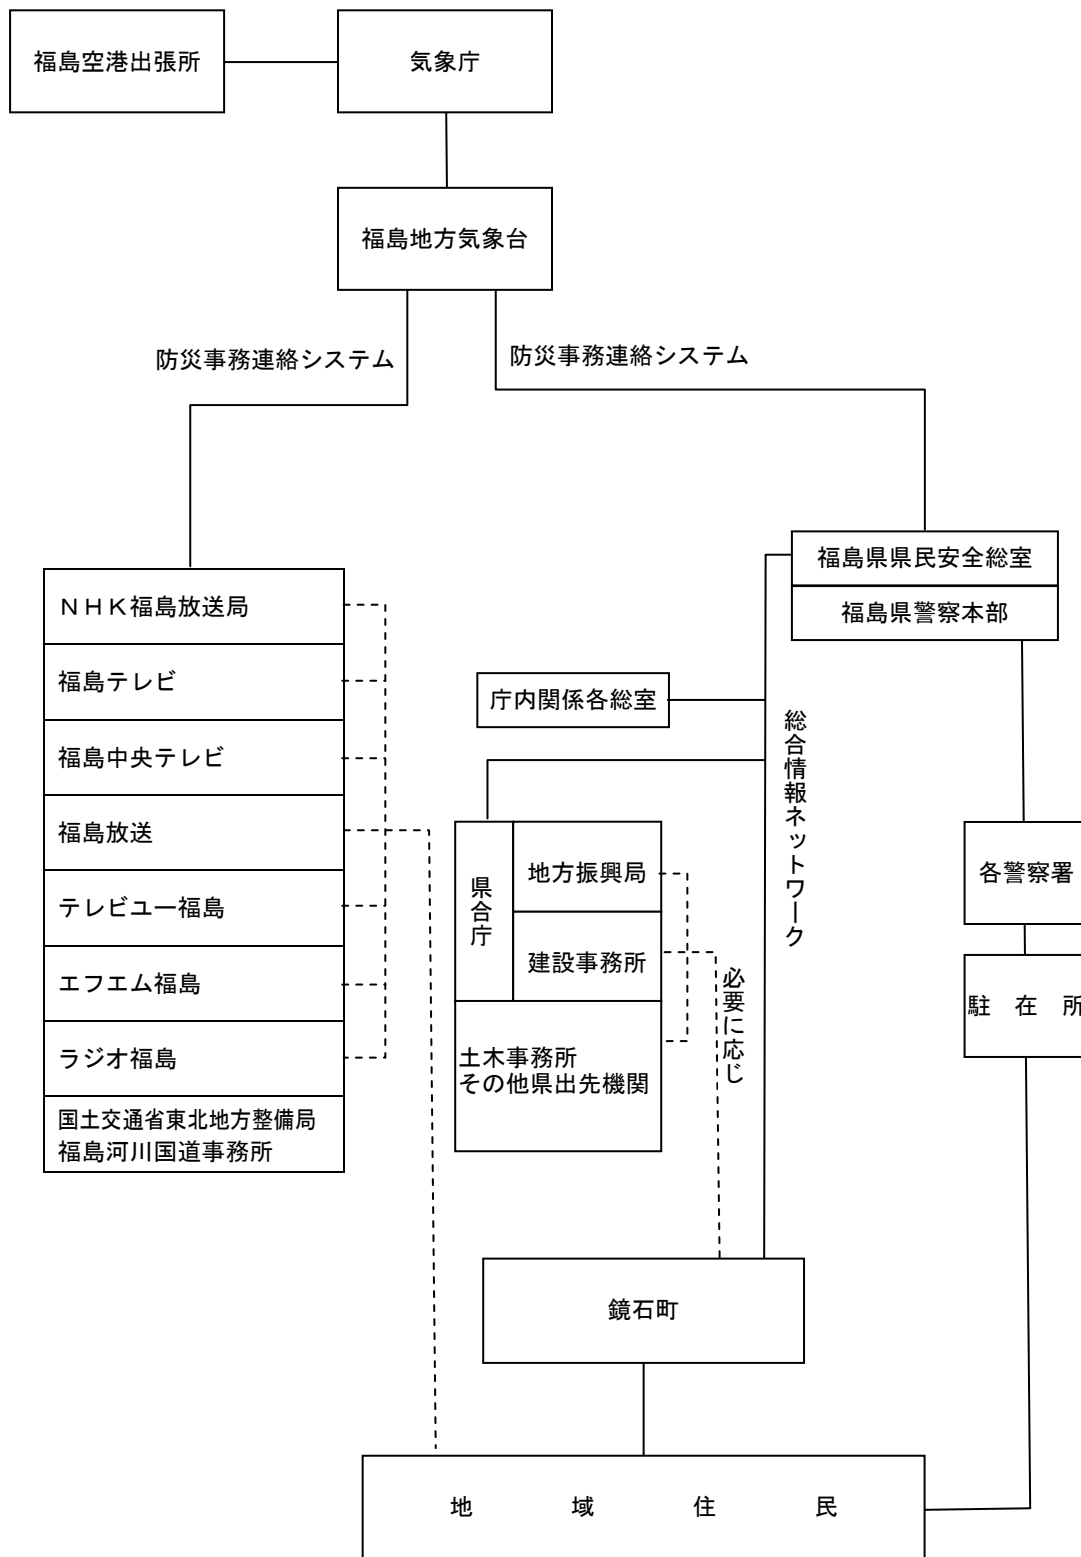 福島空港出張所
気象庁
福島地方気象台
防災事務連絡システム
防災事務連絡システム
福島県県民安全総室
福島県警察本部
ＮＨＫ福島放送局
福島テレビ
福島中央テレビ
福島放送
テレビユー福島
エフエム福島
ラジオ福島
国土交通省東北地方整備局
福島河川国道事務所
庁内関係各総室
総合情報ネットワーク
県合庁
地方振興局
建設事務所
土木事務所
その他県出先機関
必要に応じ
各警察署
駐　在　所
鏡石町
地　域　住　民